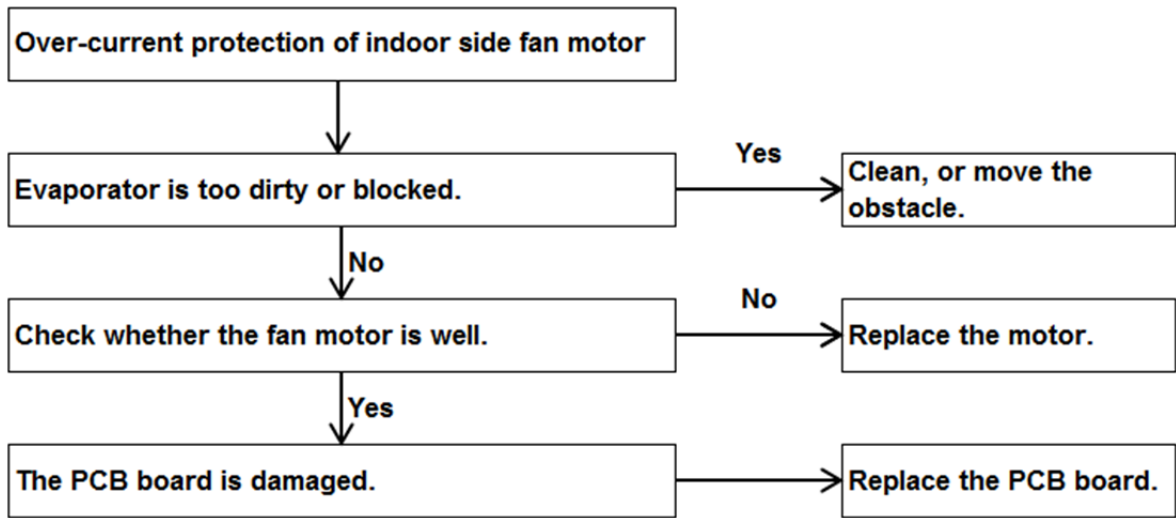 Over-current protection of indoor side fan motor
Evaporator is too dirty or blocked.
Yes
Clean, or move the
obstacle.
No
Check whether the fan motor is well.
No
Replace the motor.
Yes
The PCB board is damaged.
Replace the PCB board.